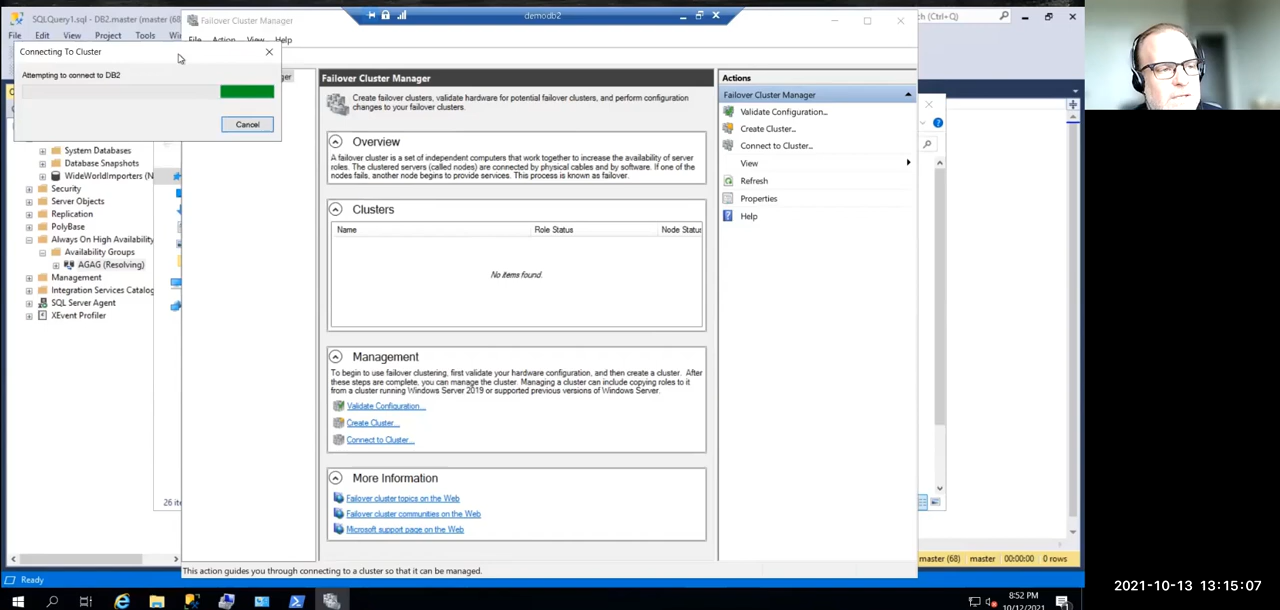 SQLQuery1.sql - DB2.master (master (68)
Failover Cluster Manager
demodb2
ch (Ctrl+Q)
File Edit View Project Tools
File Action View Help
Connecting To Cluster
Attempting to connect to DB2
Cancel
System Databases
Database Snapshots
WideWorldImporters (N
Security
Server Objects
Replication
PolyBase
Always On High Availability
Availability Groups
AGAG (Resolving)
Management
Integration Services Catalog
SQL Server Agent
XEvent Profiler
26 ite
Ready
Failover Cluster Manager
Create failover clusters, validate hardware for potential failover clusters, and perform configuration
changes to your failover clusters.
Overview
A failover cluster is a set of independent computers that work together to increase the availability of server
roles. The clustered servers (called nodes) are connected by physical cables and by software. If one of the
nodes fails, another node begins to provide services. This process is known as failover.
Clusters
Name Role Status Node Status
No items found.
Management
To begin to use failover clustering, first validate your hardware configuration, and then create a cluster. After
these steps are complete, you can manage the cluster. Managing a cluster can include copying roles to it
from a cluster running Windows Server 2019 or supported previous versions of Windows Server.
Validate Configuration...
Create Cluster...
Connect to Cluster...
More Information
Failover cluster topics on the Web
Failover cluster communities on the Web
Microsoft support page on the Web
This action guides you through connecting to a cluster so that it can be managed.
Actions
Failover Cluster Manager
Validate Configuration...
Create Cluster...
Connect to Cluster...
View
Refresh
Properties
Help
master (68) master 00:00:00 0 rows
8:52 PM
10/12/2021
2021-10-13 13:15:07